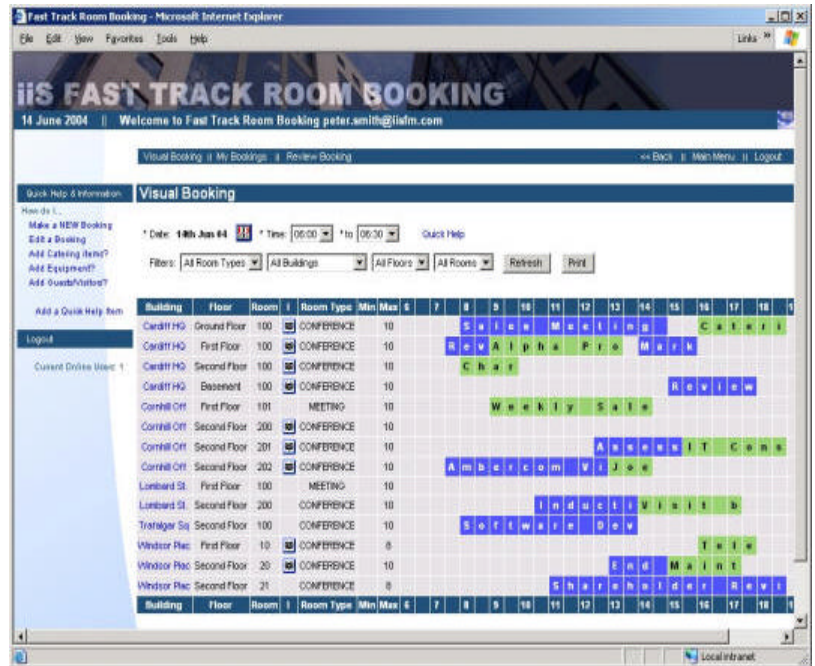 Fast Track Room Booking - Microsoft Internet Explorer
File Edit View Favorites Tools Help Links »
iiS FAST TRACK ROOM BOOKING
14 June 2004 || Welcome to Fast Track Room Booking peter.smith@iisfm.com
Visual Booking || My Bookings || Review Booking << Back || Main Menu || Logout
Quick Help & Information
How do I...
Make a NEW Booking
Edit a Booking
Add Catering items?
Add Equipment?
Add Guests/Visitors?
Add a Quick Help Item
Logout
Current Online Users: 1
Visual Booking
* Date: 14th Jun 04 * Time: 06:00 * to 06:30 Quick Help
Filters: All Room Types All Buildings All Floors All Rooms Refresh Print
Building Floor Room I Room Type Min Max 6 7 8 9 10 11 12 13 14 15 16 17 18 1
Cardiff HQ Ground Floor 100 CONFERENCE 10 Sales Meeting Cateri
Cardiff HQ First Floor 100 CONFERENCE 10 Rev Alpha Pro Mark
Cardiff HQ Second Floor 100 CONFERENCE 10 Char
Cardiff HQ Basement 100 CONFERENCE 10 Review
Cornhill Off First Floor 101 MEETING 10 Weekly Sale
Cornhill Off Second Floor 200 CONFERENCE 10
Cornhill Off Second Floor 201 CONFERENCE 10 Assess IT Cons
Cornhill Off Second Floor 202 CONFERENCE 10 Ambercom Vi Joe
Lombard St. First Floor 100 MEETING 10
Lombard St. Second Floor 200 CONFERENCE 10 Inducti Visit b
Trafalgar Sq Second Floor 100 CONFERENCE 10 Software Dev
Windsor Plac First Floor 10 CONFERENCE 8 Tele
Windsor Plac Second Floor 20 CONFERENCE 10 End Maint
Windsor Plac Second Floor 21 CONFERENCE 8 Shareholder Revi
Building Floor Room I Room Type Min Max 6 7 8 9 10 11 12 13 14 15 16 17 18 1
Local intranet